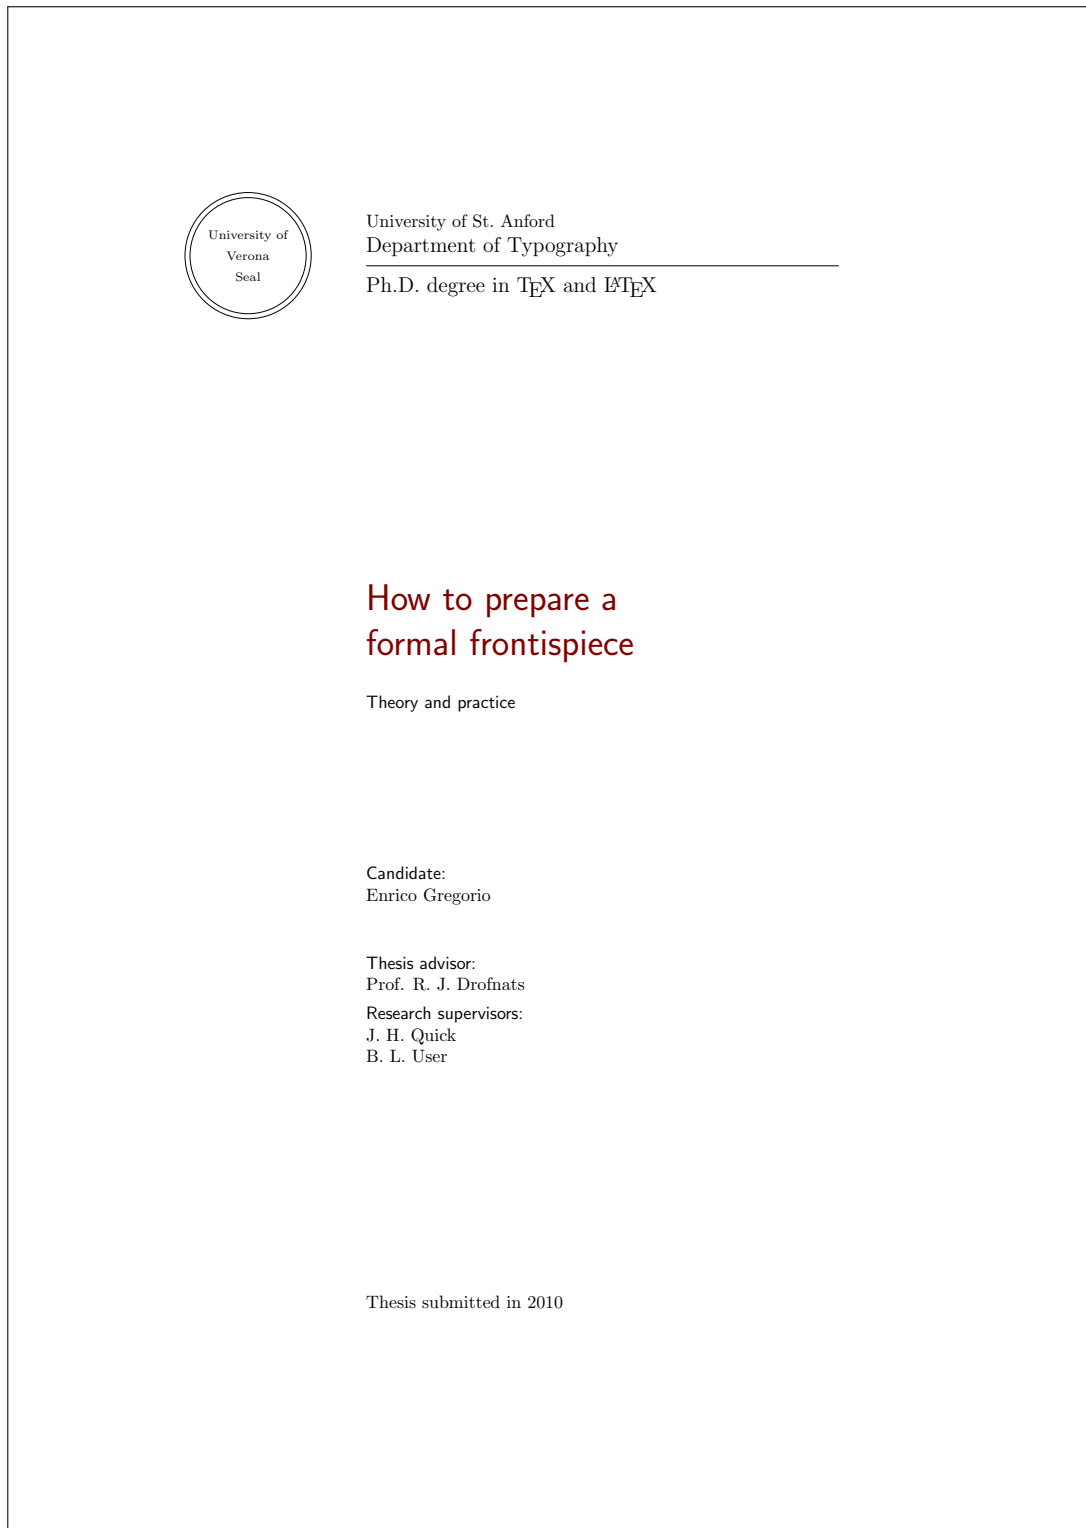 University of
Verona
Seal
University of St. Anford
Department of Typography
Ph.D. degree in TEX and LATEX
How to prepare a
formal frontispiece
Theory and practice
Candidate:
Enrico Gregorio
Thesis advisor:
Prof. R. J. Drofnats
Research supervisors:
J. H. Quick
B. L. User
Thesis submitted in 2010